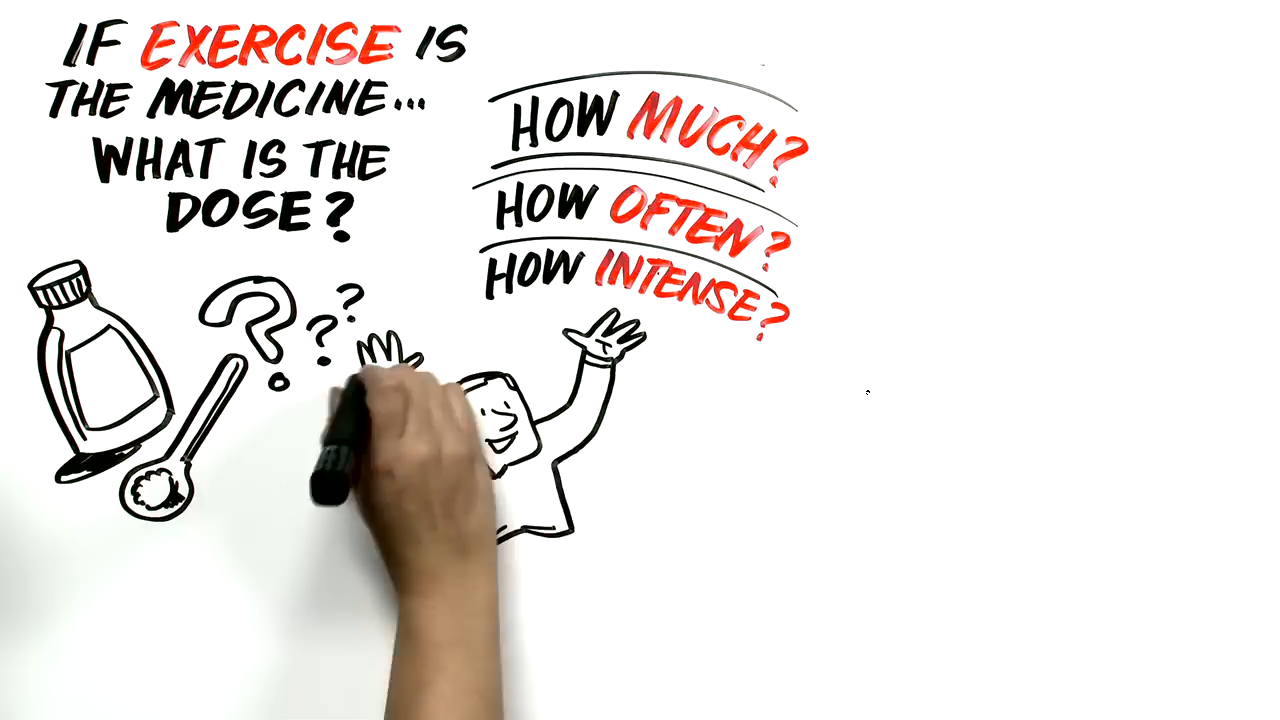 IF EXERCISE IS
THE MEDICINE...
WHAT IS THE
DOSE?
HOW MUCH?
HOW OFTEN?
HOW INTENSE?
? ? ?